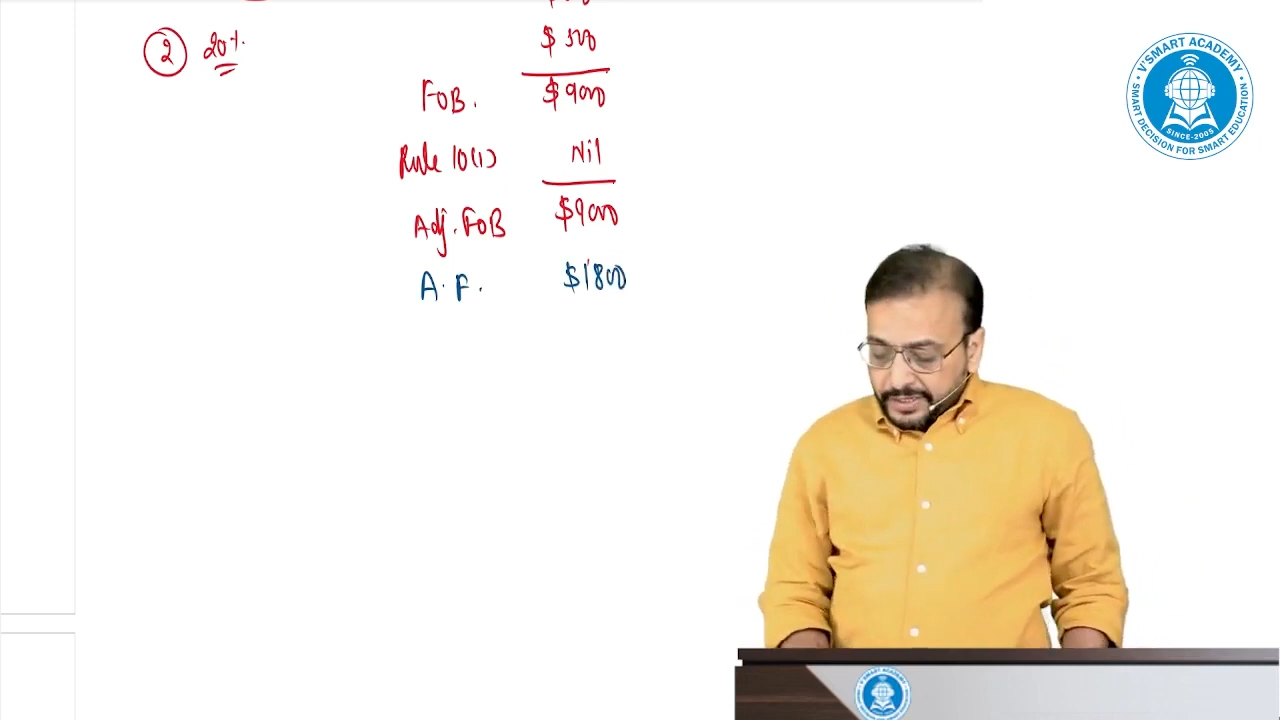 ② 20%
$ 500
FOB. $9000
Rule 10(1) Nil
Adj. FOB $9000
A.F. $1800
V'SMART ACADEMY
SMART DECISION FOR SMART EDUCATION
SINCE-2005